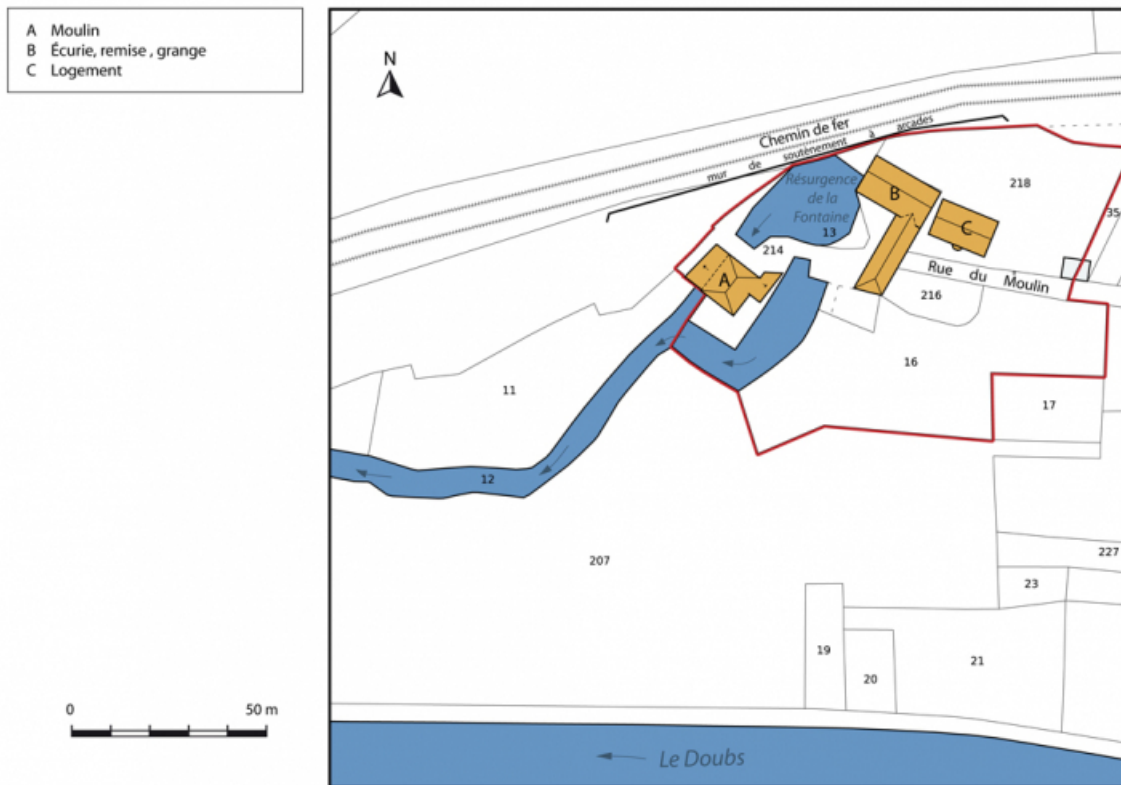 A Moulin
B Écurie, remise , grange
C Logement
N
Chemin de fer
mur de soutènement à arcades
Résurgence
de la
Fontaine
13
B
218
C
35
214
A
Rue du Moulin
216
16
11
17
12
207
227
23
19
20
21
0 50 m
Le Doubs